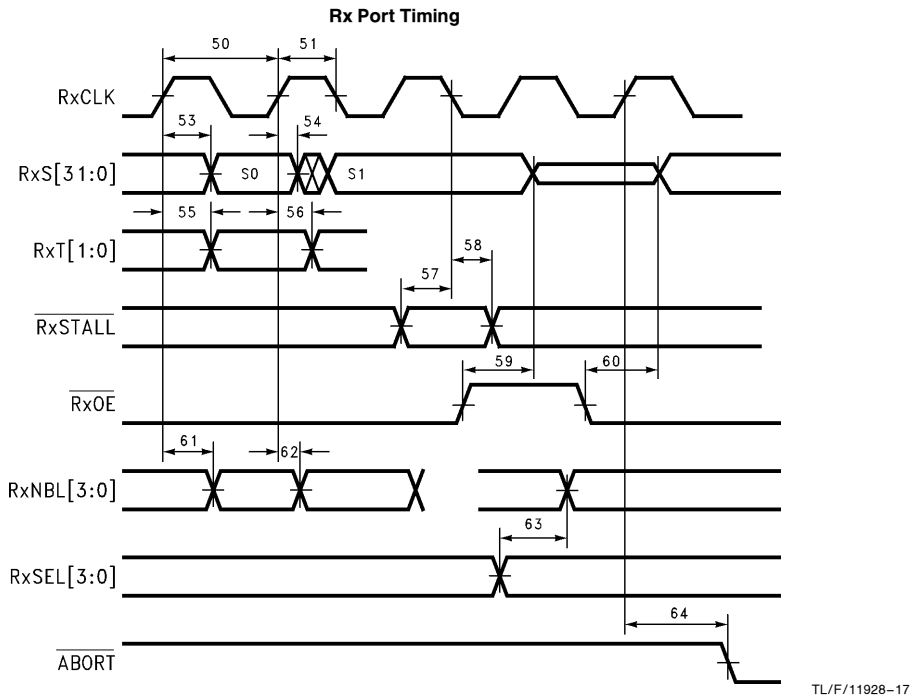 Rx Port Timing
50 51
RxCLK
53 54
RxS[31:0] S0 S1
55 56
RxT[1:0]
57 58
RxSTALL
59 60
RxOE
61 62
RxNBL[3:0]
63
RxSEL[3:0]
64
ABORT
TL/F/11928–17